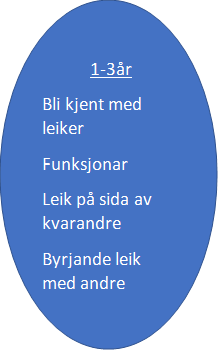 1-3år
Bli kjent med
leiker
Funksjonar
Leik på sida av
kvarandre
Byrjande leik
med andre